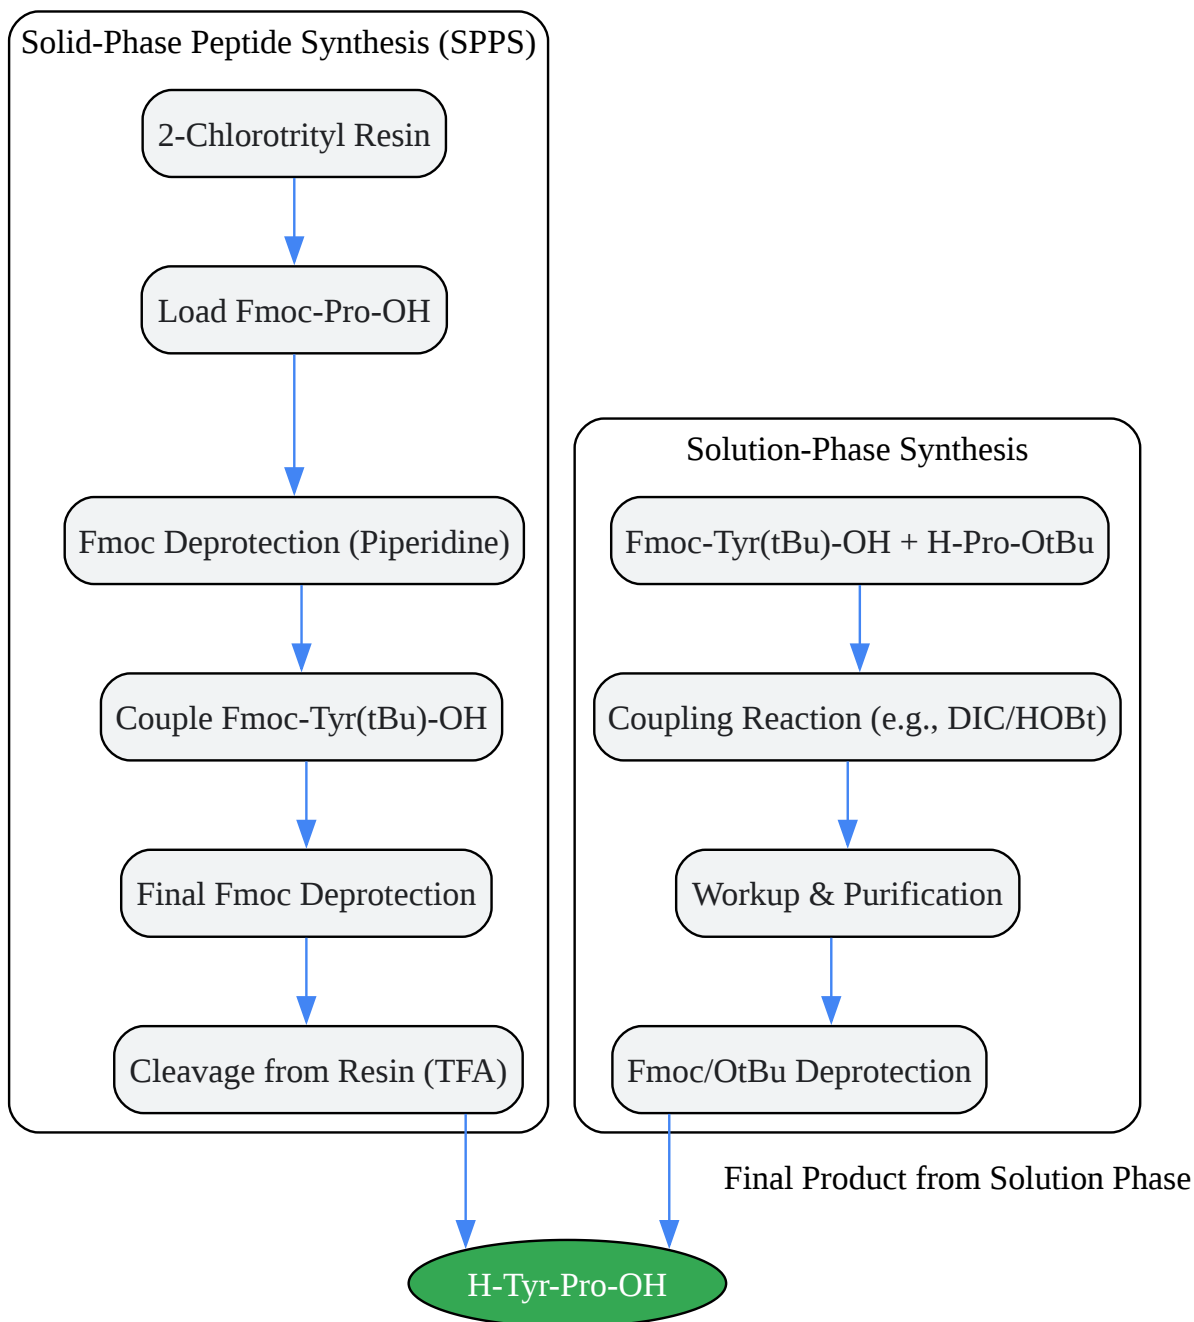 Solid-Phase Peptide Synthesis (SPPS)
2-Chlorotrityl Resin
Load Fmoc-Pro-OH
Fmoc Deprotection (Piperidine)
Couple Fmoc-Tyr(tBu)-OH
Final Fmoc Deprotection
Cleavage from Resin (TFA)
Solution-Phase Synthesis
Fmoc-Tyr(tBu)-OH + H-Pro-OtBu
Coupling Reaction (e.g., DIC/HOBt)
Workup & Purification
Fmoc/OtBu Deprotection
Final Product from Solution Phase
H-Tyr-Pro-OH